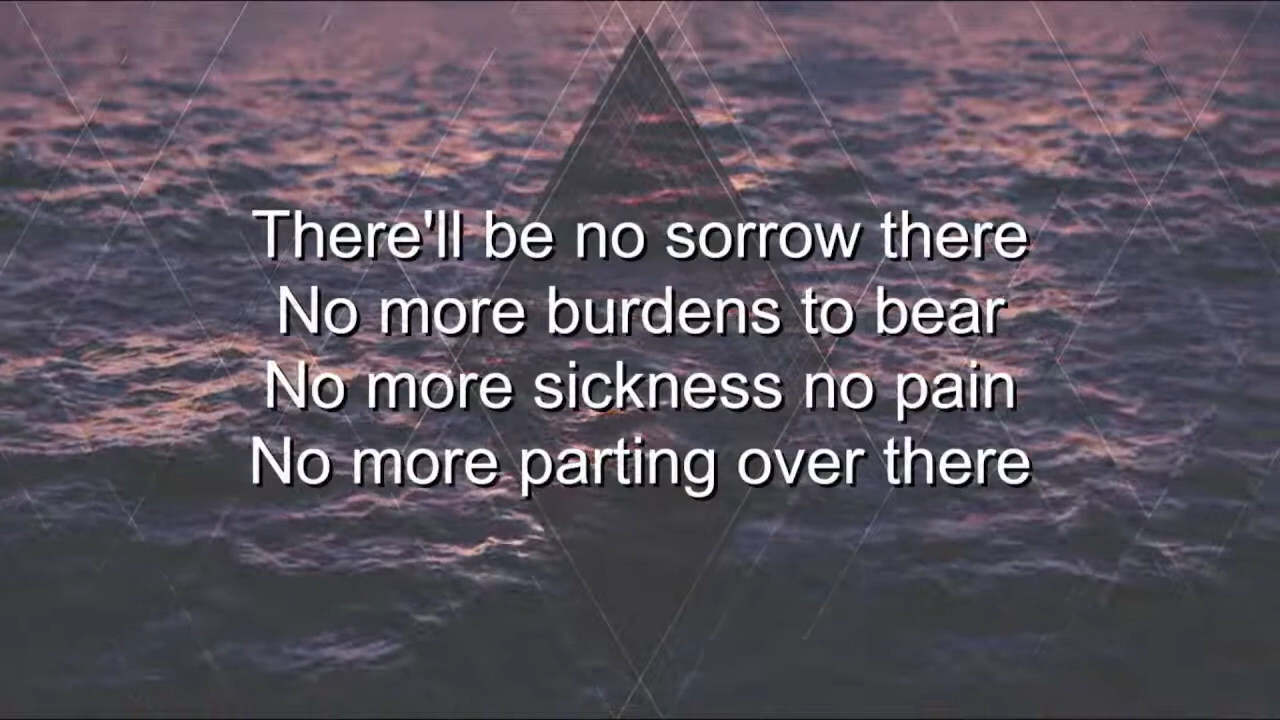 There'll be no sorrow there
No more burdens to bear
No more sickness no pain
No more parting over there